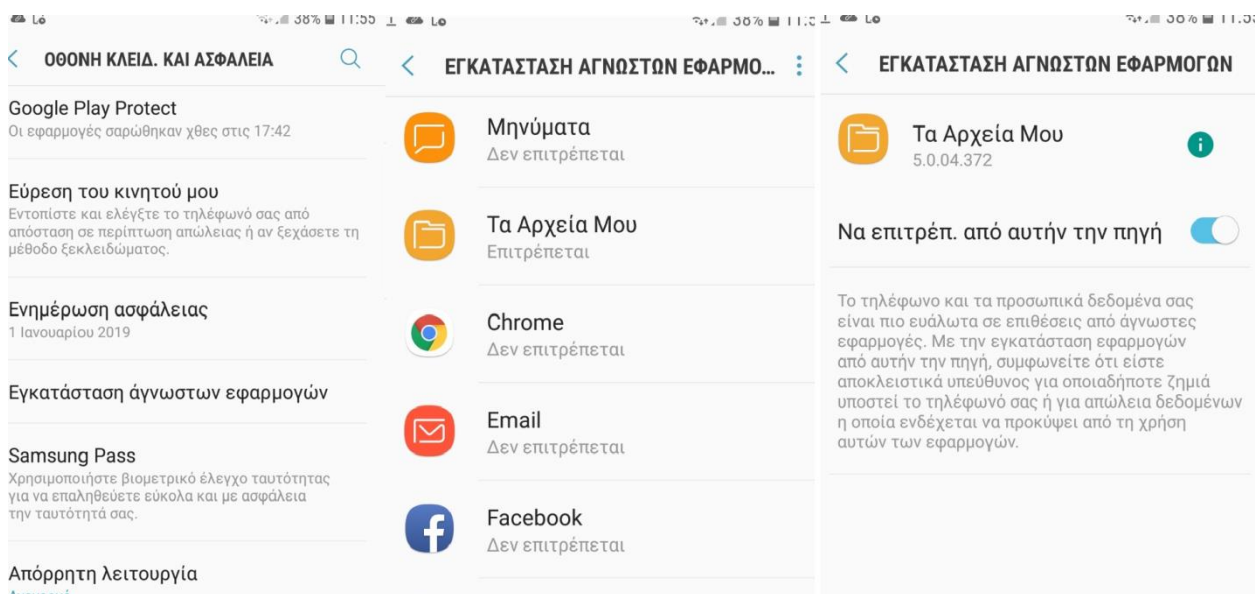 38% 11:55
ΟΘΟΝΗ ΚΛΕΙΔ. ΚΑΙ ΑΣΦΑΛΕΙΑ
Google Play Protect
Οι εφαρμογές σαρώθηκαν χθες στις 17:42
Εύρεση του κινητού μου
Εντοπίστε και ελέγξτε το τηλέφωνό σας από
απόσταση σε περίπτωση απώλειας ή αν ξεχάσετε τη
μέθοδο ξεκλειδώματος.
Ενημέρωση ασφάλειας
1 Ιανουαρίου 2019
Εγκατάσταση άγνωστων εφαρμογών
Samsung Pass
Χρησιμοποιήστε βιομετρικό έλεγχο ταυτότητας
για να επαληθεύετε εύκολα και με ασφάλεια
την ταυτότητά σας.
Απόρρητη λειτουργία
38%
ΕΓΚΑΤΑΣΤΑΣΗ ΑΓΝΩΣΤΩΝ ΕΦΑΡΜΟ...
Μηνύματα
Δεν επιτρέπεται
Τα Αρχεία Μου
Επιτρέπεται
Chrome
Δεν επιτρέπεται
Email
Δεν επιτρέπεται
Facebook
Δεν επιτρέπεται
38%
ΕΓΚΑΤΑΣΤΑΣΗ ΑΓΝΩΣΤΩΝ ΕΦΑΡΜΟΓΩΝ
Τα Αρχεία Μου
5.0.04.372
Να επιτρέπ. από αυτήν την πηγή
Το τηλέφωνο και τα προσωπικά δεδομένα σας
είναι πιο ευάλωτα σε επιθέσεις από άγνωστες
εφαρμογές. Με την εγκατάσταση εφαρμογών
από αυτήν την πηγή, συμφωνείτε ότι είστε
αποκλειστικά υπεύθυνος για οποιαδήποτε ζημιά
υποστεί το τηλέφωνό σας ή για απώλεια δεδομένων
η οποία ενδέχεται να προκύψει από τη χρήση
αυτών των εφαρμογών.